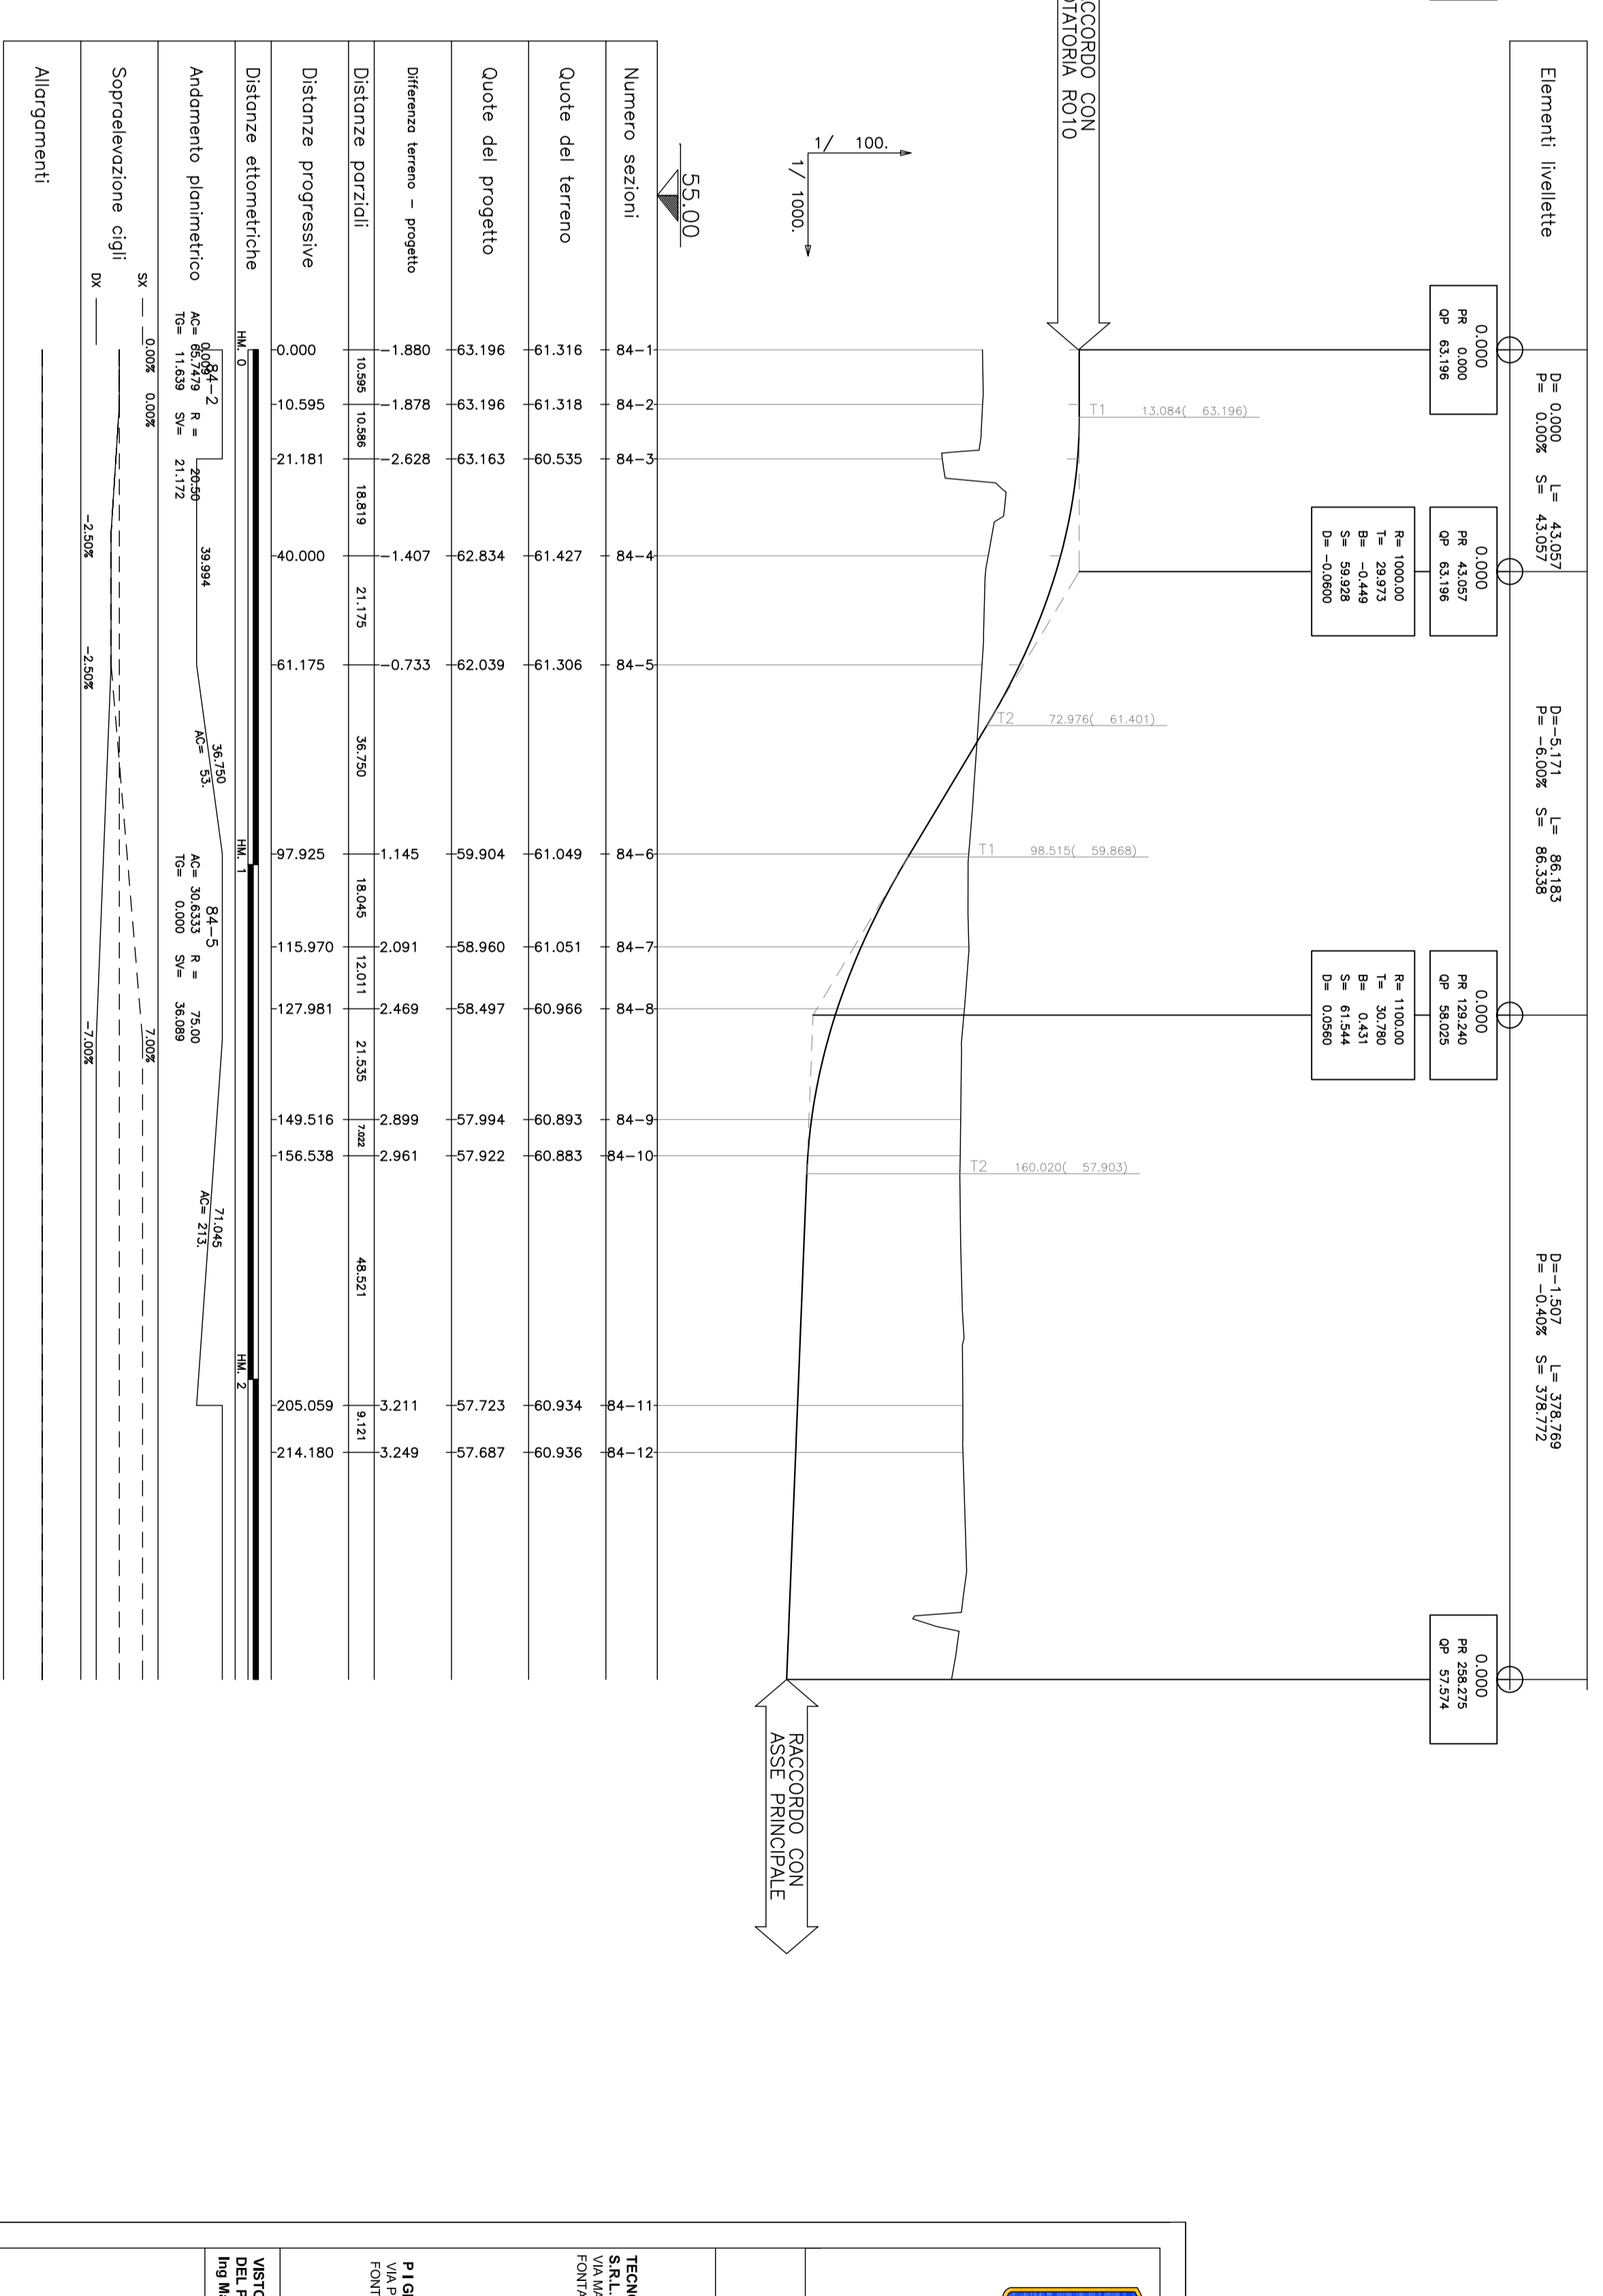 Elementi livellette
D= 0.000 L= 43.057
P= 0.00% S= 43.057
D=-5.171 L= 86.183
P= -6.00% S= 86.338
D=-1.507 L= 378.769
P= -0.40% S= 378.772
0.000
PR 0.000
QP 63.196
0.000
PR 43.057
QP 63.196
R= 1000.00
T= 29.973
B= -0.449
S= 59.928
D= -0.0600
0.000
PR 129.240
QP 58.025
R= 1100.00
T= 30.780
B= 0.431
S= 61.544
D= 0.0560
0.000
PR 258.275
QP 57.574
CCORDO CON
OTATORIA RO10
T1 13.084( 63.196)
T2 72.976( 61.401)
T1 98.515( 59.868)
T2 160.020( 57.903)
RACCORDO CON
ASSE PRINCIPALE
1/ 100.
1/ 1000.
55.00
Numero sezioni 84-1 84-2 84-3 84-4 84-5 84-6 84-7 84-8 84-9 84-10 84-11 84-12
Quote del terreno 61.316 61.318 60.535 61.427 61.306 61.049 61.051 60.966 60.893 60.883 60.934 60.936
Quote del progetto 63.196 63.196 63.163 62.834 62.039 59.904 58.960 58.497 57.994 57.922 57.723 57.687
Differenza terreno - progetto -1.880 -1.878 -2.628 -1.407 -0.733 1.145 2.091 2.469 2.899 2.961 3.211 3.249
Distanze parziali 10.595 10.586 18.819 21.175 36.750 18.045 12.011 21.535 7.022 48.521 9.121
Distanze progressive 0.000 10.595 21.181 40.000 61.175 97.925 115.970 127.981 149.516 156.538 205.059 214.180
Distanze ettometriche HM. 0 HM. 1 HM. 2
Andamento planimetrico
84-2
0.009
AC= 65.7479 R = 20.50
TG= 11.639 SV= 21.172
39.994
36.750
AC= 53.
84-5
AC= 30.6333 R = 75.00
TG= 0.000 SV= 36.089
71.045
AC= 213.
Sopraelevazione cigli
SX 0.00% 0.00% 7.00%
DX -2.50% -2.50% -7.00%
Allargamenti
TECNO
S.R.L.
VIA MA
FONTA
P I GE
VIA P
FONT
VISTO
DEL F
Ing Ma